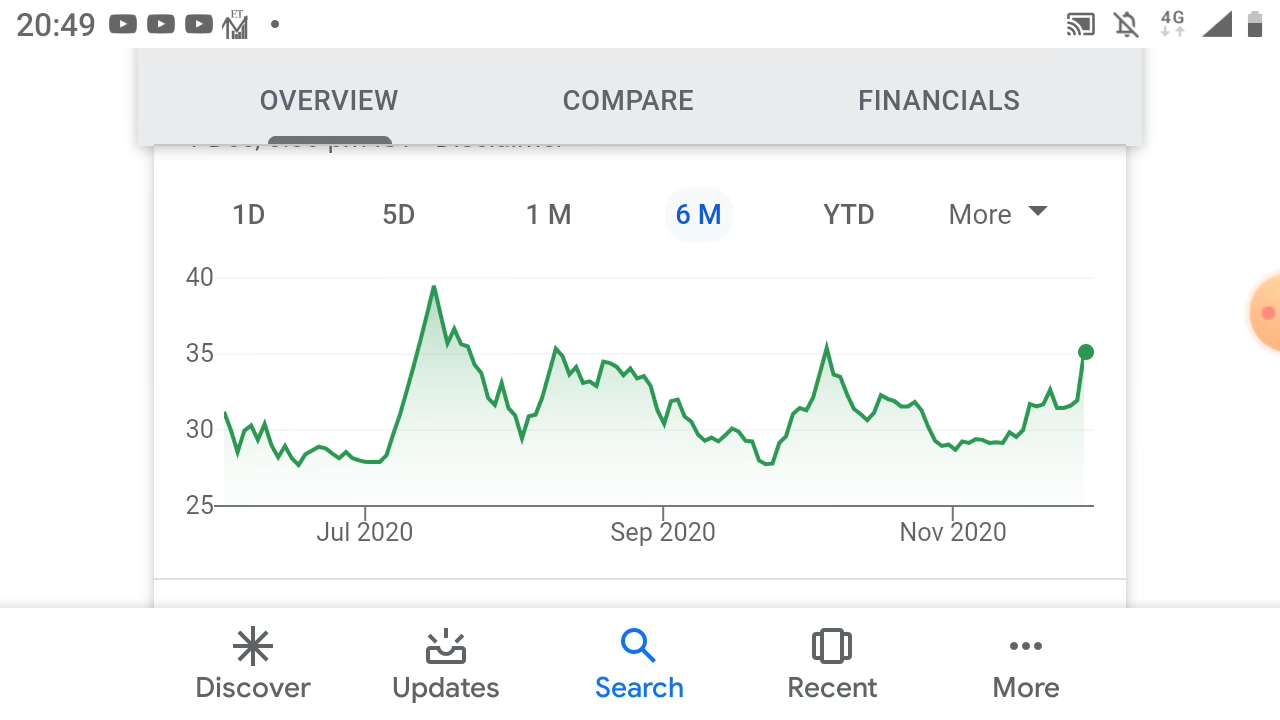 20:49 ET 4G
OVERVIEW COMPARE FINANCIALS
1D 5D 1 M 6 M YTD More
40
35
30
25
Jul 2020 Sep 2020 Nov 2020
Discover Updates Search Recent More